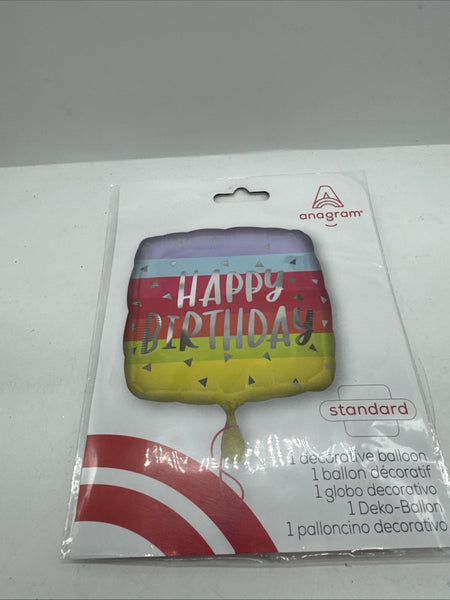 anagram
HAPPY
BIRTHDAY
standard
1 decorative balloon
1 ballon décoratif
1 globo decorativo
1 Deko-Ballon
1 palloncino decorativo